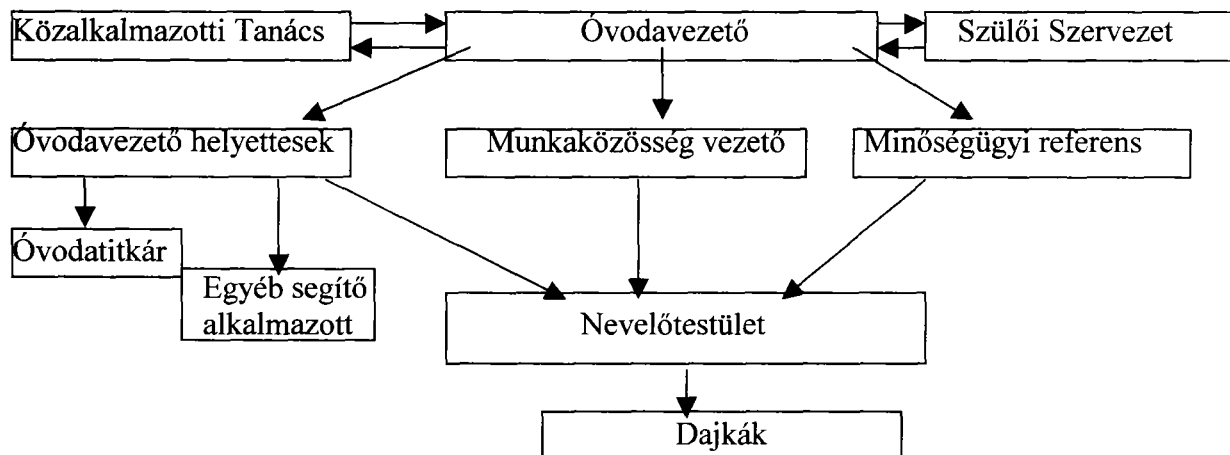 Közalkalmazotti Tanács
Óvodavezető
Szülői Szervezet
Óvodavezető helyettesek
Munkaközösség vezető
Minőségügyi referens
Óvodatitkár
Egyéb segítő
alkalmazott
Nevelőtestület
Dajkák